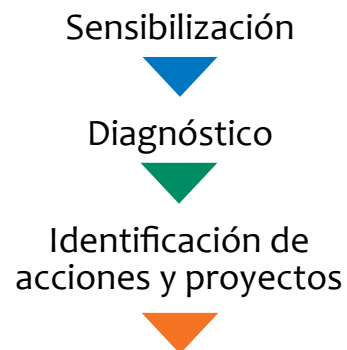 Sensibilización
Diagnóstico
Identificación de
acciones y proyectos